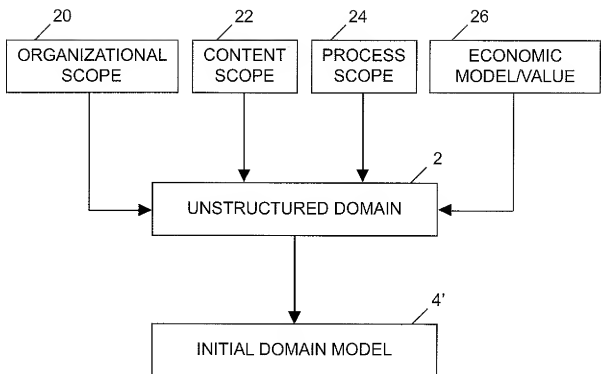 20
22
24
26
ORGANIZATIONAL
SCOPE
CONTENT
SCOPE
PROCESS
SCOPE
ECONOMIC
MODEL/VALUE
2
UNSTRUCTURED DOMAIN
4'
INITIAL DOMAIN MODEL